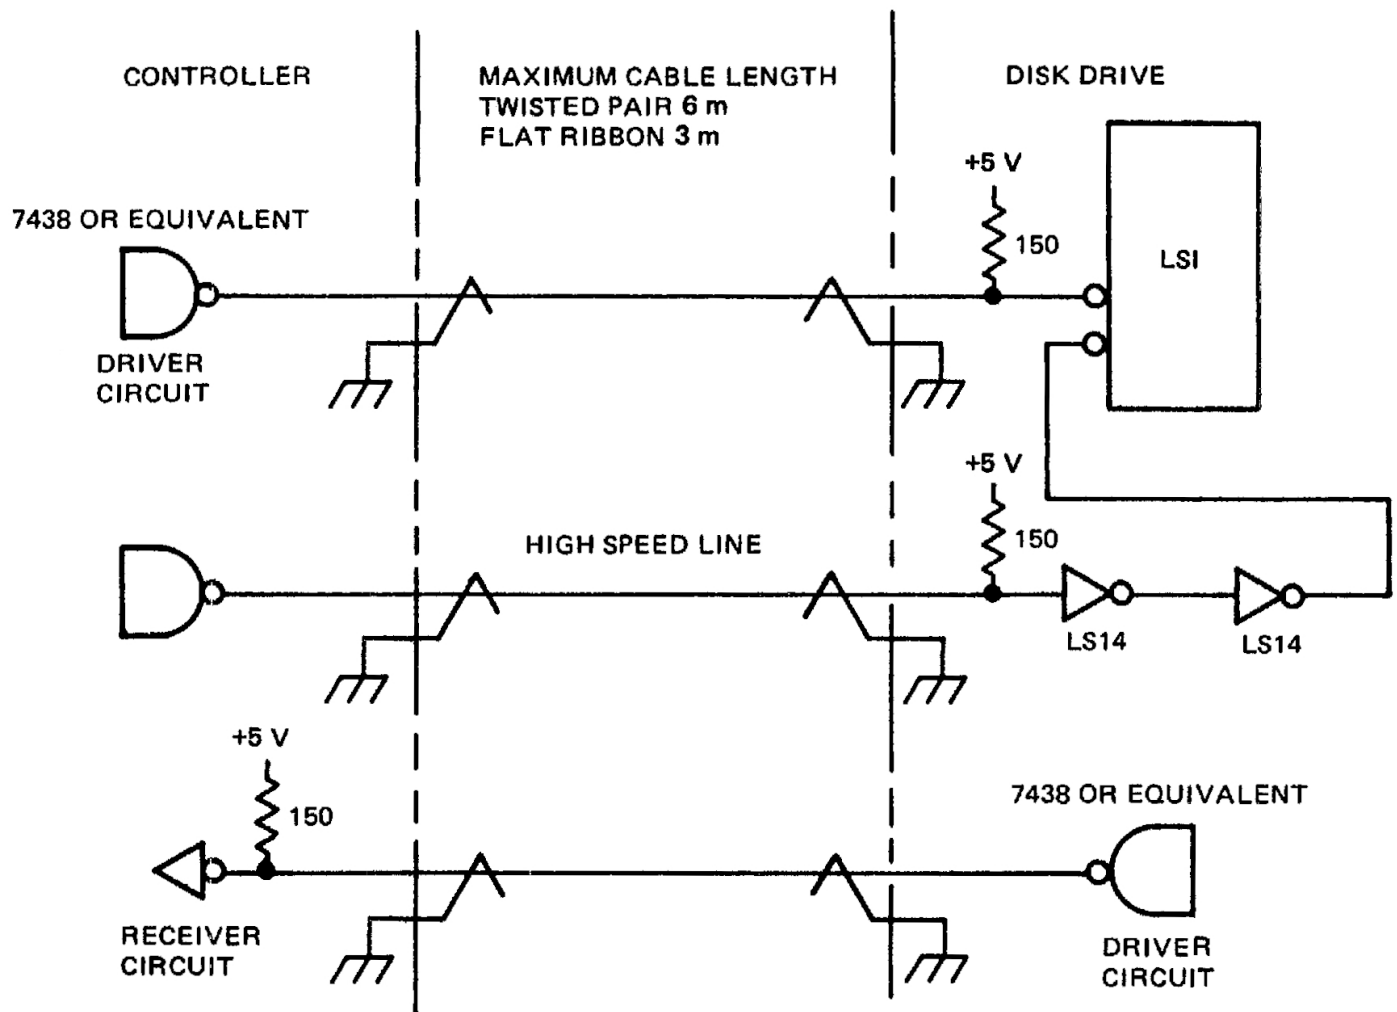 CONTROLLER
MAXIMUM CABLE LENGTH
TWISTED PAIR 6 m
FLAT RIBBON 3 m
DISK DRIVE
+5 V
150
LSI
7438 OR EQUIVALENT
DRIVER
CIRCUIT
+5 V
150
HIGH SPEED LINE
LS14
LS14
+5 V
150
7438 OR EQUIVALENT
RECEIVER
CIRCUIT
DRIVER
CIRCUIT